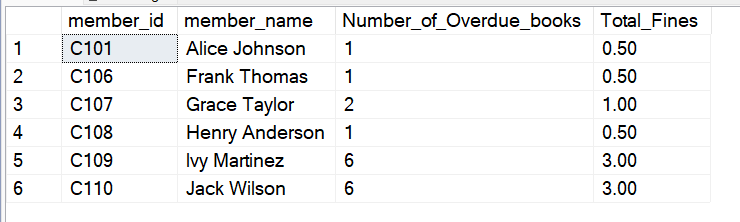 member_id member_name Number_of_Overdue_books Total_Fines
1 C101 Alice Johnson 1 0.50
2 C106 Frank Thomas 1 0.50
3 C107 Grace Taylor 2 1.00
4 C108 Henry Anderson 1 0.50
5 C109 Ivy Martinez 6 3.00
6 C110 Jack Wilson 6 3.00